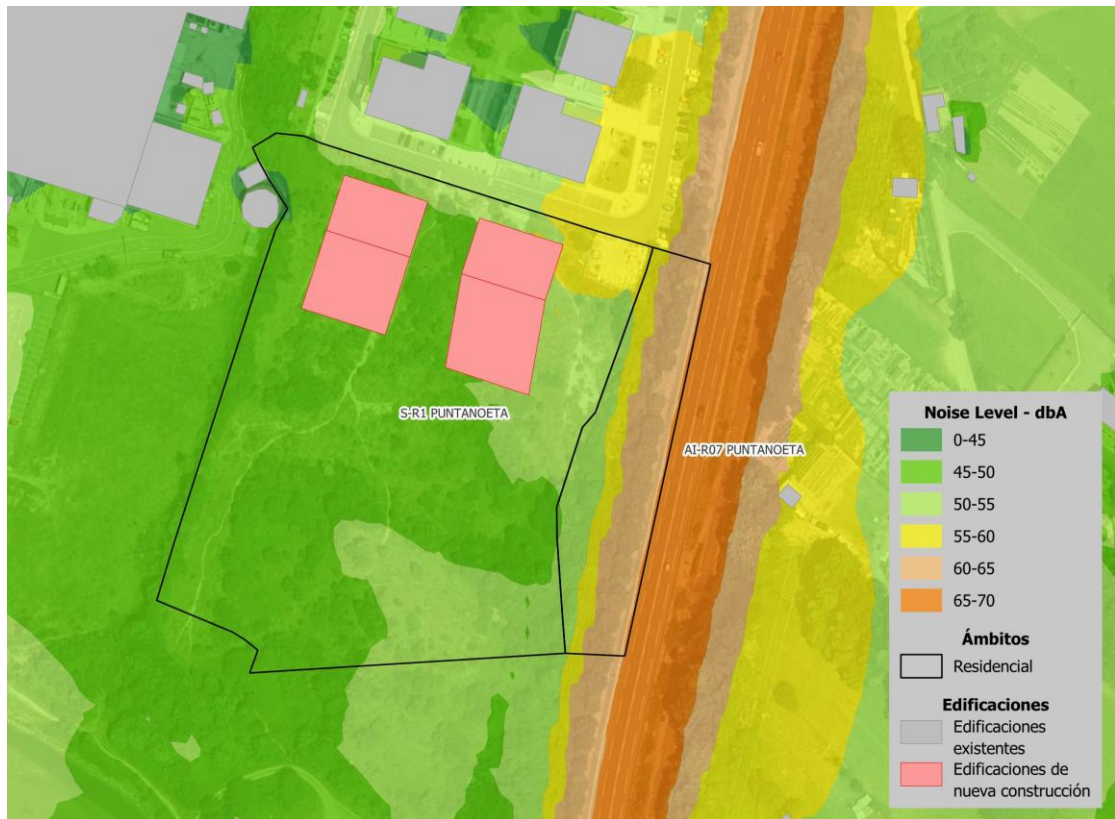 S-R1 PUNTANOETA
AI-R07 PUNTANOETA
Noise Level - dbA
0-45
45-50
50-55
55-60
60-65
65-70
Ámbitos
Residencial
Edificaciones
Edificaciones
existentes
Edificaciones de
nueva construcción